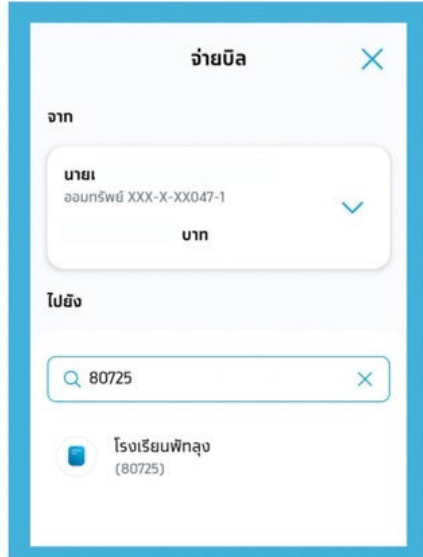 จ่ายบิล
จาก
นายเ
ออมทรัพย์ XXX-X-XX047-1
บาท
ไปยัง
80725
โรงเรียนพัทลุง
(80725)